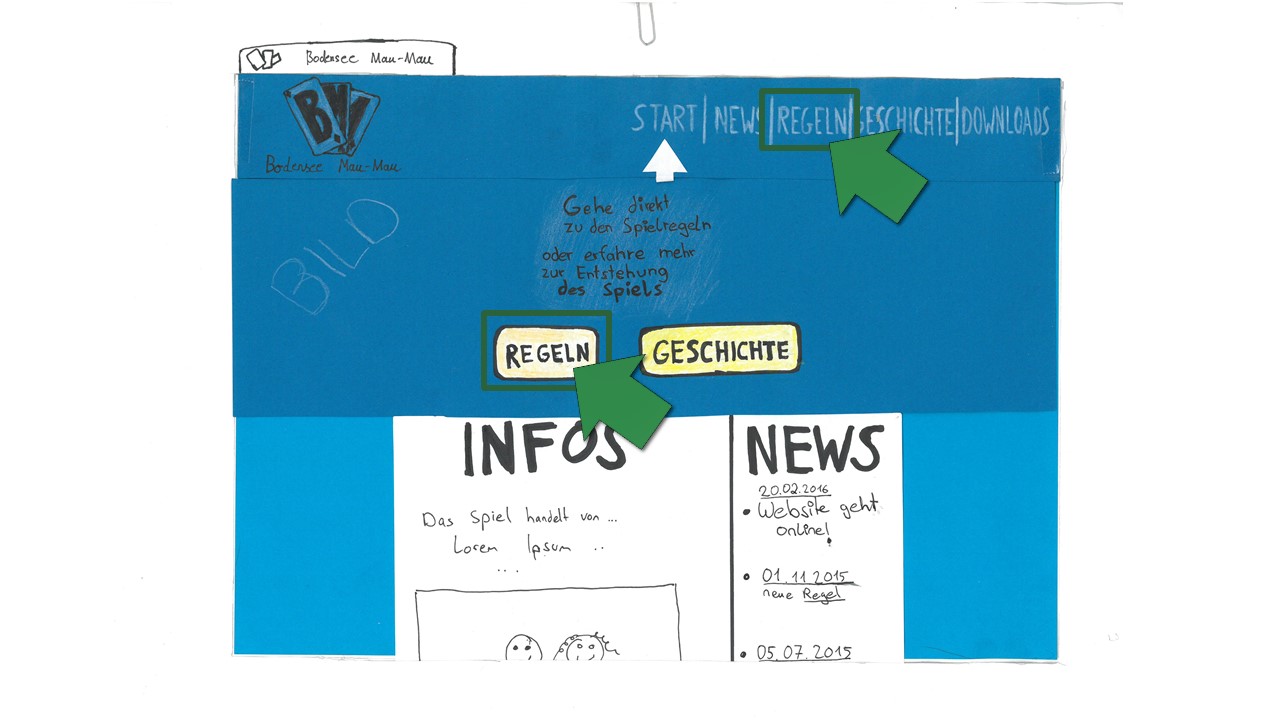 Bodensee Mau-Mau
B.M
Bodensee Mau-Mau
START | NEWS | REGELN | GESCHICHTE | DOWNLOADS
BILD
Gehe direkt
zu den Spielregeln
oder erfahre mehr
zur Entstehung
des Spiels
REGELN
GESCHICHTE
INFOS
Das Spiel handelt von ...
Lorem Ipsum ..
...
NEWS
20.02.2016
• Website geht
online!
• 01.11.2015
neue Regel
• 05.07.2015